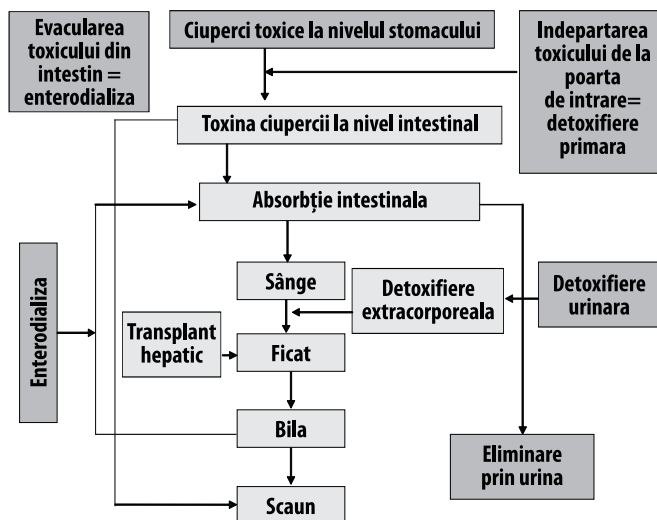 Evacuarea
toxicului din
intestin =
enterodializa
Ciuperci toxice la nivelul stomacului
Indepartarea
toxicului de la
poarta
de intrare=
detoxifiere
primara
Toxina ciupercii la nivel intestinal
Absorbție intestinala
Enterodializa
Sânge
Detoxifiere
extracorporeala
Detoxifiere
urinara
Transplant
hepatic
Ficat
Bila
Eliminare
prin urina
Scaun